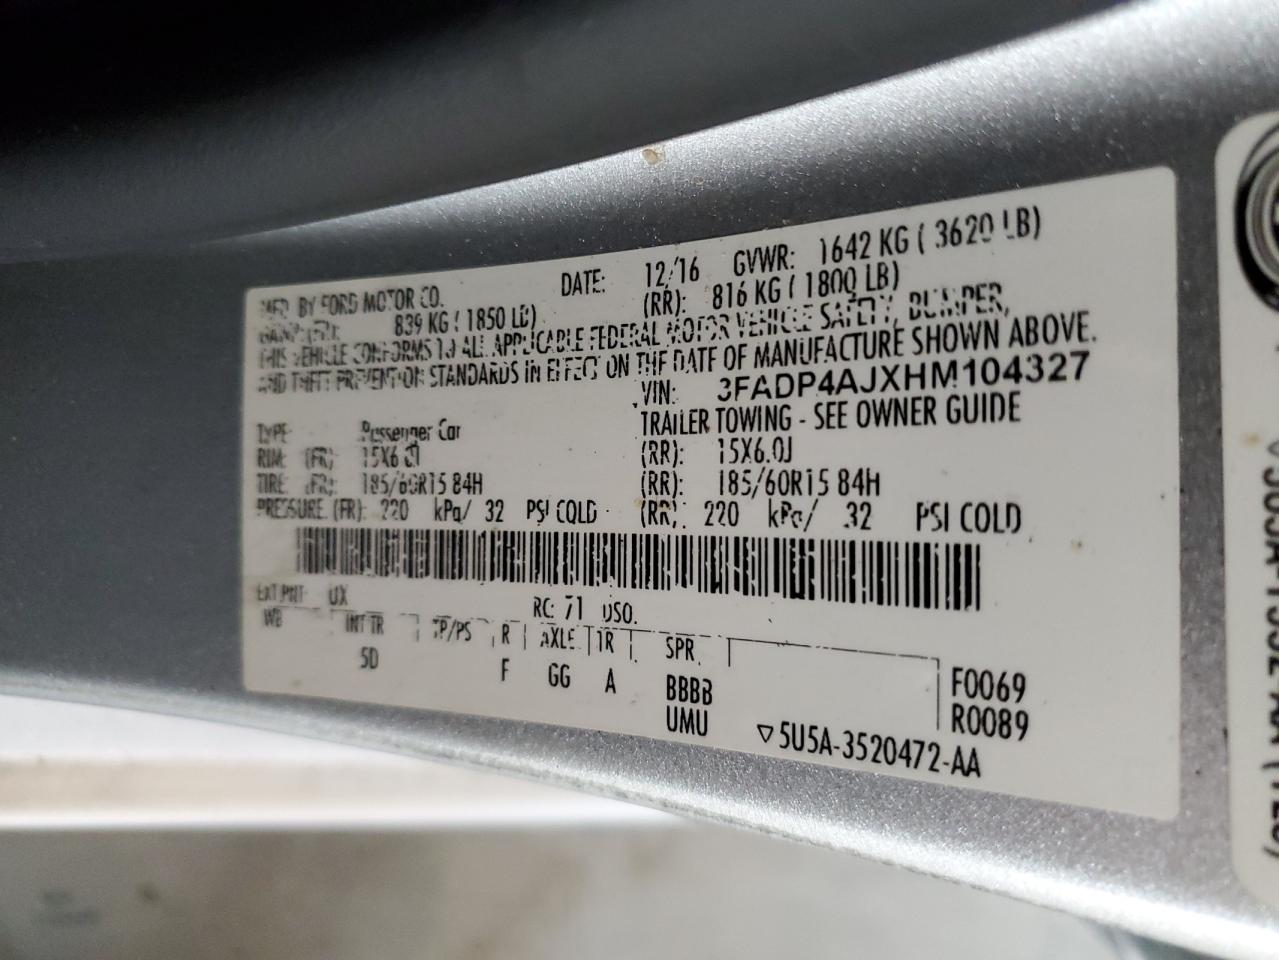 MFD. BY FORD MOTOR CO.
DATE: 12/16 GVWR: 1642 KG ( 3620 LB)
839 KG ( 1850 LB) (RR): 816 KG ( 1800 LB)
THIS VEHICLE CONFORMS TO ALL APPLICABLE FEDERAL MOTOR VEHICLE SAFETY, BUMPER,
AND THEFT PREVENTION STANDARDS IN EFFECT ON THE DATE OF MANUFACTURE SHOWN ABOVE.
VIN: 3FADP4AJXHM104327
TRAILER TOWING - SEE OWNER GUIDE
TYPE: Passenger Car
RIM: (FR) 15X6.0J (RR): 15X6.0J
TIRE: (FR): 185/60R15 84H (RR): 185/60R15 84H
PRESSURE: (FR): 220 kPa/ 32 PSI COLD (RR): 220 kPa/ 32 PSI COLD
EXT PNT: UX RC: 71 DSO:
WB INT TR TP/PS R AXLE TR SPR
5D F GG A BBBB F0069
UMU R0089
▽5U5A-3520472-AA